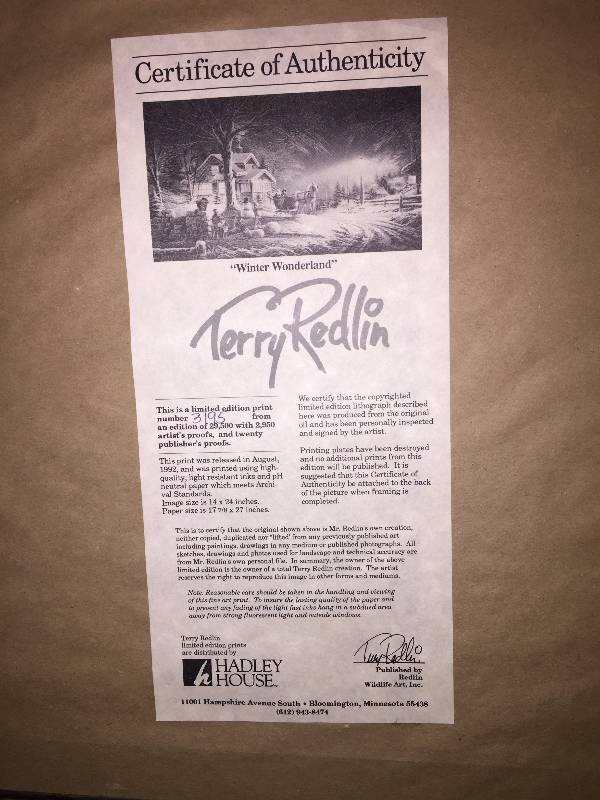 Certificate of Authenticity
"Winter Wonderland"
Terry Redlin
This is a limited edition print
number 3195 from
an edition of 29,500 with 2,950
artist's proofs, and twenty
publisher's proofs.
This print was released in August,
1992, and was printed using high-
quality, light resistant inks and pH
neutral paper which meets Archi-
val Standards.
Image size is 14 x 24 inches.
Paper size is 17 7/8 x 27 inches.
We certify that the copyrighted
limited edition lithograph described
here was produced from the original
oil and has been personally inspected
and signed by the artist.
Printing plates have been destroyed
and no additional prints from this
edition will be published. It is
suggested that this Certificate of
Authenticity be attached to the back
of the picture when framing is
completed.
This is to certify that the original shown above is Mr. Redlin's own creation,
neither copied, duplicated nor "lifted" from any previously published art
including paintings, drawings in any medium or published photographs. All
sketches, drawings and photos used for landscape and technical accuracy are
from Mr. Redlin's own personal file. In summary, the owner of the above
limited edition is the owner of a total Terry Redlin creation. The artist
reserves the right to reproduce this image in other forms and mediums.
Note: Reasonable care should be taken in the handling and viewing
of this fine art print. To insure the lasting quality of the paper and
to prevent any fading of the light fast inks hang in a subdued area
away from strong fluorescent light and outside windows.
Terry Redlin
limited edition prints
are distributed by
h HADLEY
HOUSE™
Terry Redlin
Published by
Redlin
Wildlife Art, Inc.
11001 Hampshire Avenue South • Bloomington, Minnesota 55438
(612) 943-8474